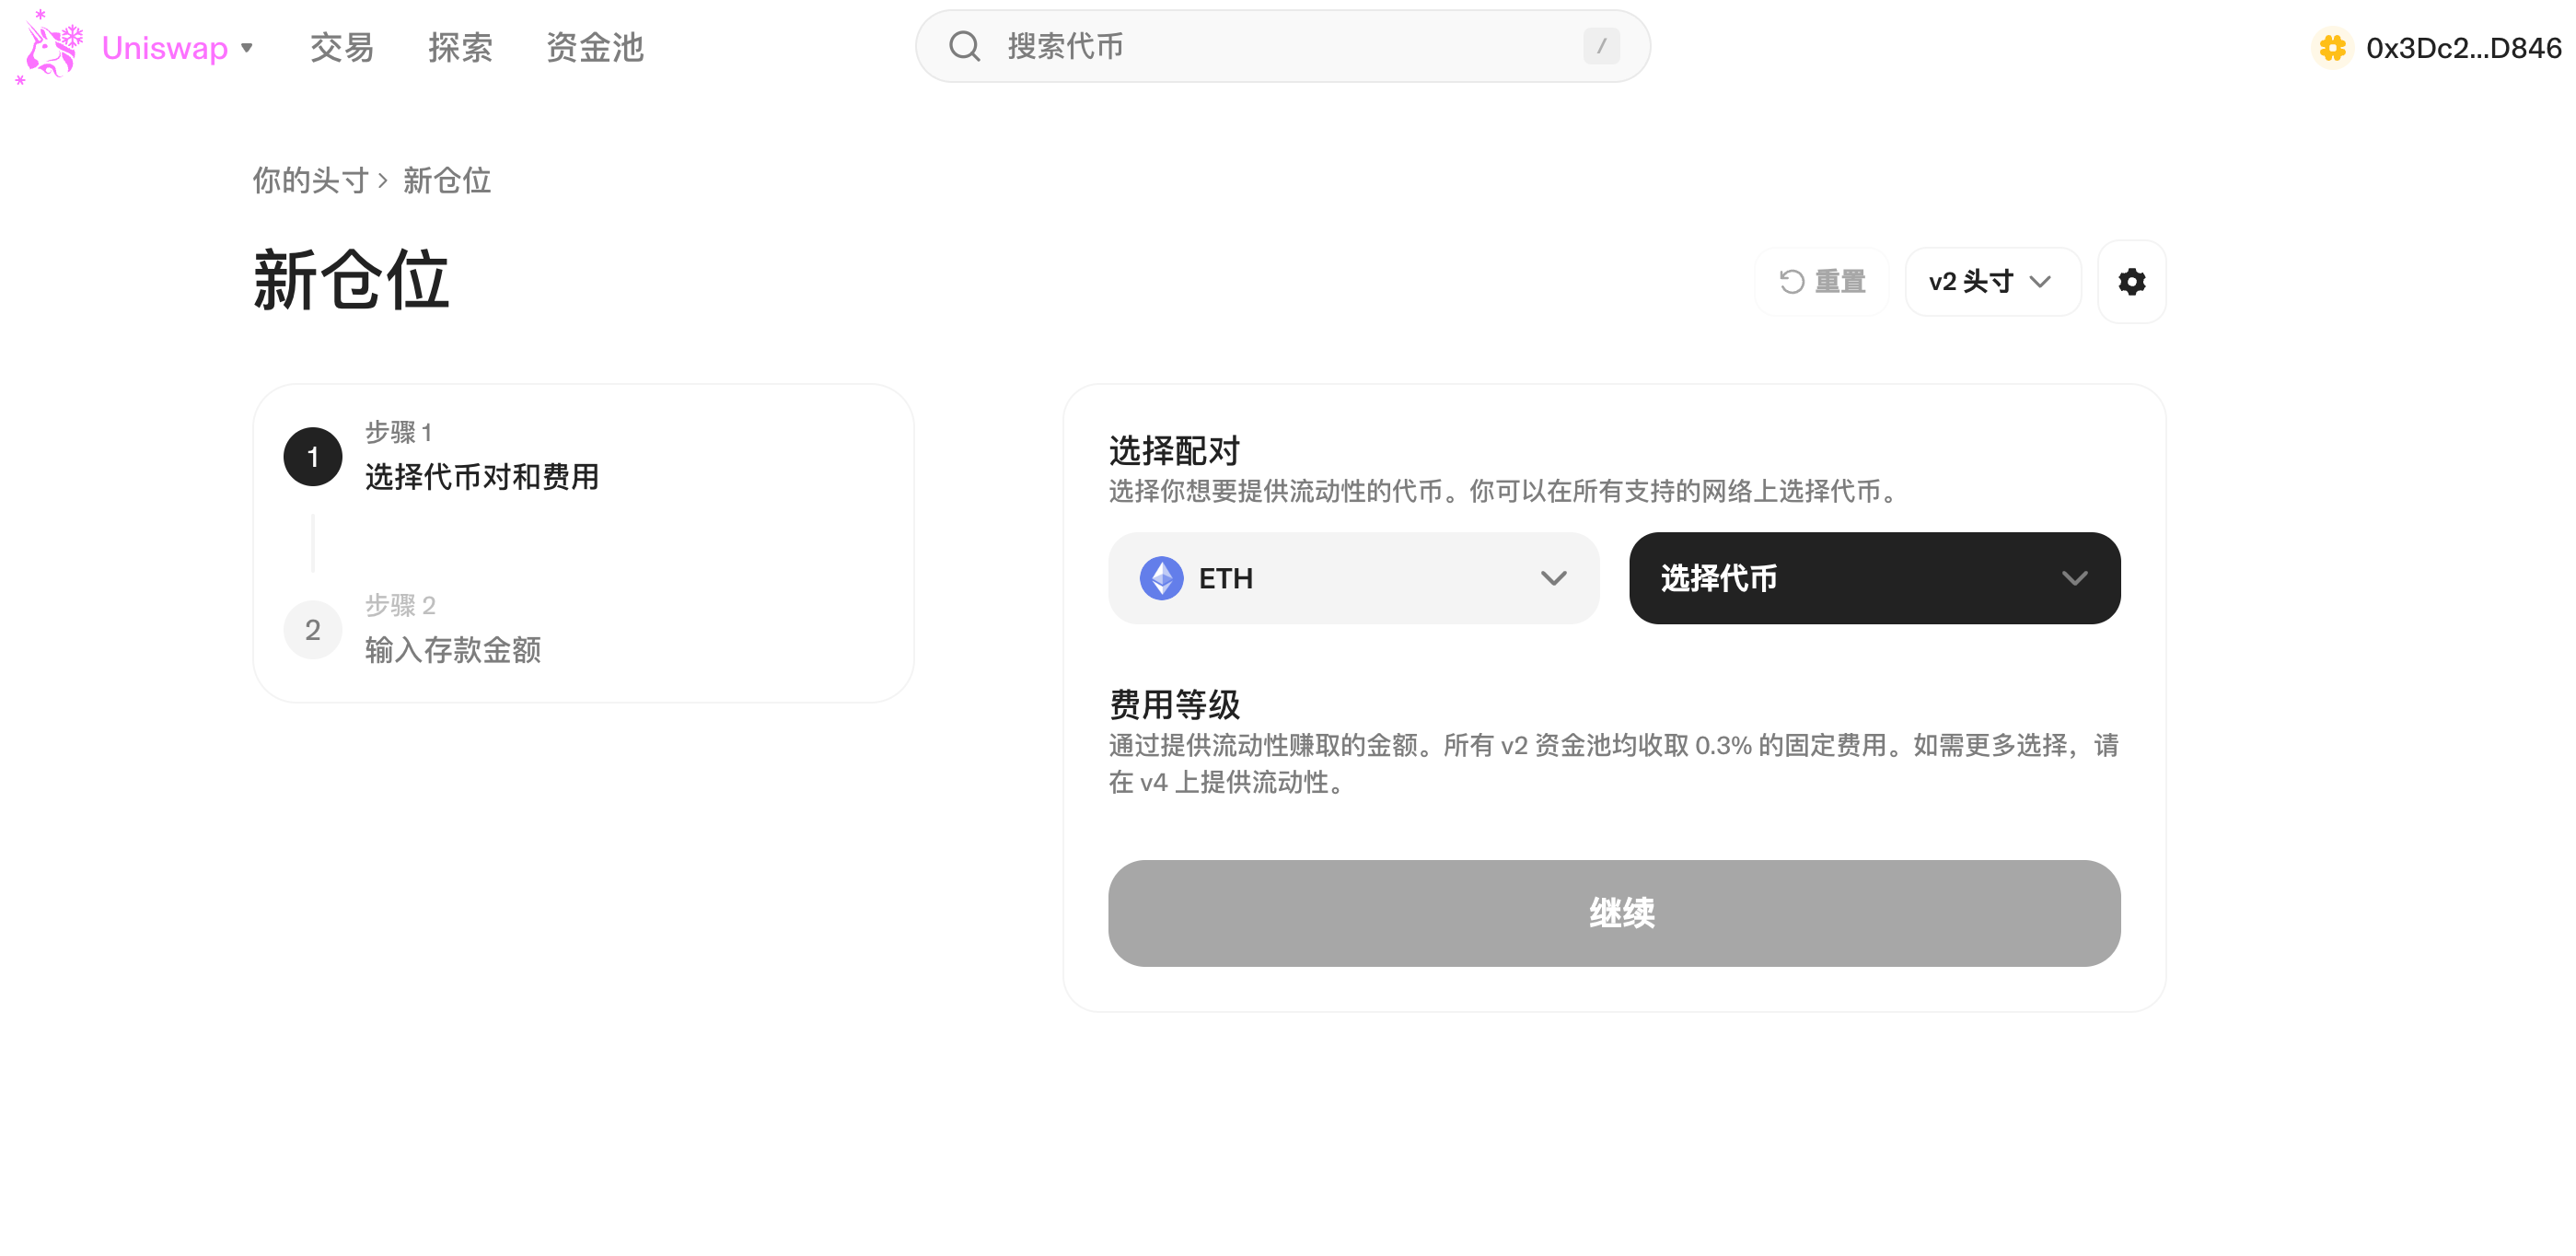 Uniswap
交易
探索
资金池
搜索代币
/
0x3Dc2...D846
你的头寸 > 新仓位
新仓位
重置
v2 头寸
1
步骤 1
选择代币对和费用
2
步骤 2
输入存款金额
选择配对
选择你想要提供流动性的代币。你可以在所有支持的网络上选择代币。
ETH
选择代币
费用等级
通过提供流动性赚取的金额。所有 v2 资金池均收取 0.3% 的固定费用。如需更多选择，请
在 v4 上提供流动性。
继续